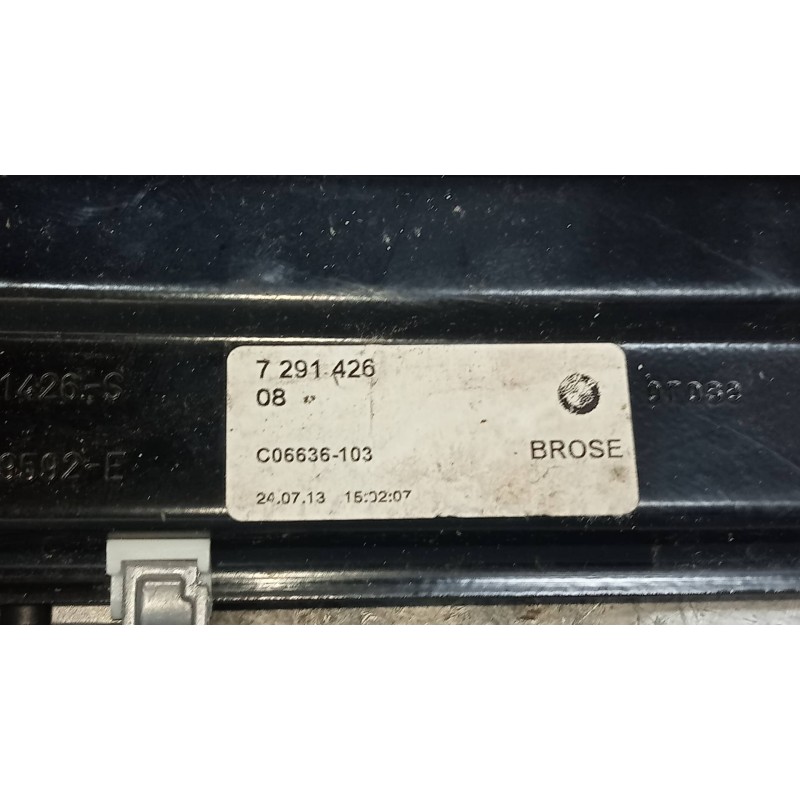 7 291 426
08
C06636-103
BROSE
24.07.13 15:02:07
1426-S
9592-E